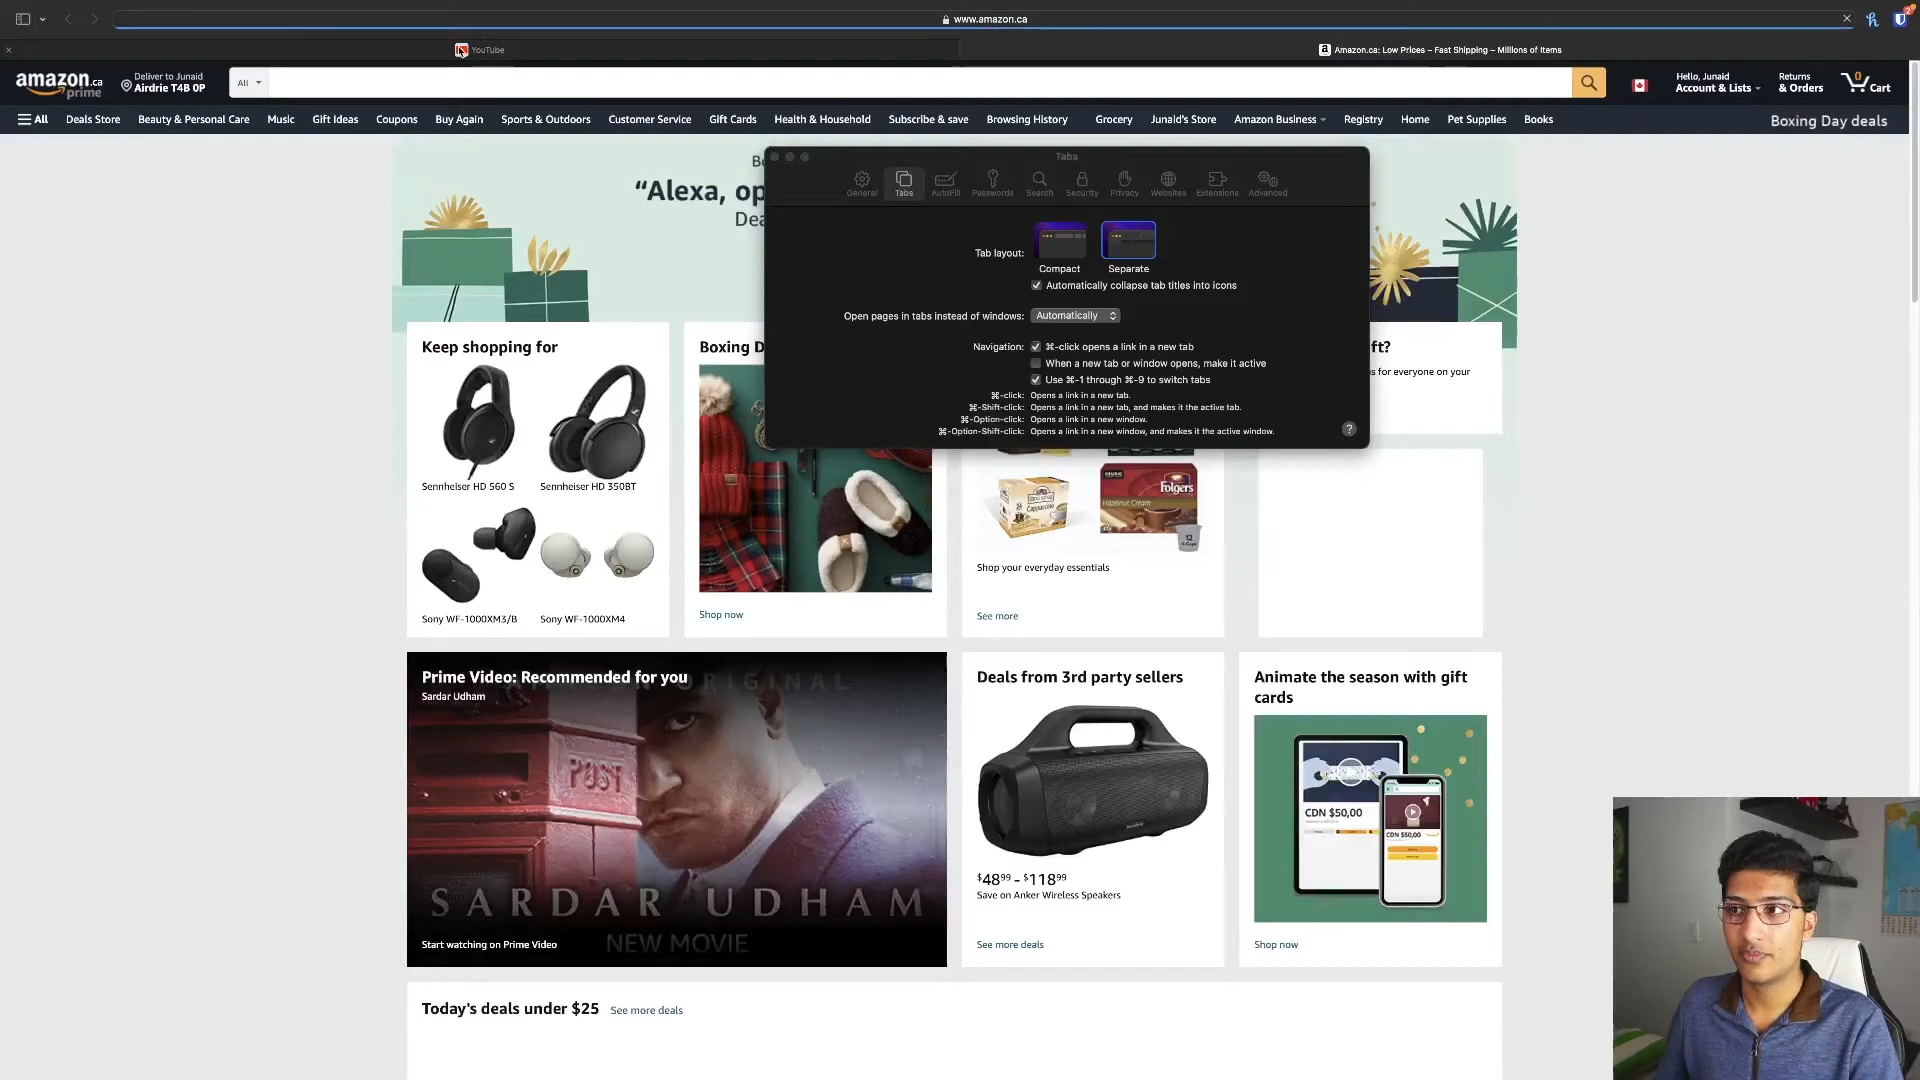 www.amazon.ca
YouTube
Amazon.ca: Low Prices – Fast Shipping – Millions of Items
amazon.ca
prime
Deliver to Junaid
Airdrie T4B 0P
All
Hello, Junaid
Account & Lists
Returns
& Orders
0
Cart
All
Deals Store
Beauty & Personal Care
Music
Gift Ideas
Coupons
Buy Again
Sports & Outdoors
Customer Service
Gift Cards
Health & Household
Subscribe & save
Browsing History
Grocery
Junaid's Store
Amazon Business
Registry
Home
Pet Supplies
Books
Boxing Day deals
“Alexa, op
Dea
Tabs
General
Tabs
AutoFill
Passwords
Search
Security
Privacy
Websites
Extensions
Advanced
Tab layout:
Compact
Separate
Automatically collapse tab titles into icons
Open pages in tabs instead of windows: Automatically
Navigation: ⌘-click opens a link in a new tab
When a new tab or window opens, make it active
Use ⌘-1 through ⌘-9 to switch tabs
⌘-click: Opens a link in a new tab.
⌘-Shift-click: Opens a link in a new tab, and makes it the active tab.
⌘-Option-click: Opens a link in a new window.
⌘-Option-Shift-click: Opens a link in a new window, and makes it the active window.
?
Keep shopping for
Sennheiser HD 560 S
Sennheiser HD 350BT
Sony WF-1000XM3/B
Sony WF-1000XM4
Boxing D
Shop now
Cappuccino
Folgers
Hazelnut Cream
12
Shop your everyday essentials
See more
ft?
s for everyone on your
Prime Video: Recommended for you
Sardar Udham
ORIGINAL
POST
SARDAR UDHAM
NEW MOVIE
Start watching on Prime Video
Deals from 3rd party sellers
$48⁹⁹ - $118⁹⁹
Save on Anker Wireless Speakers
See more deals
Animate the season with gift
cards
CDN $50,00
CDN $50,00
Shop now
Today's deals under $25
See more deals